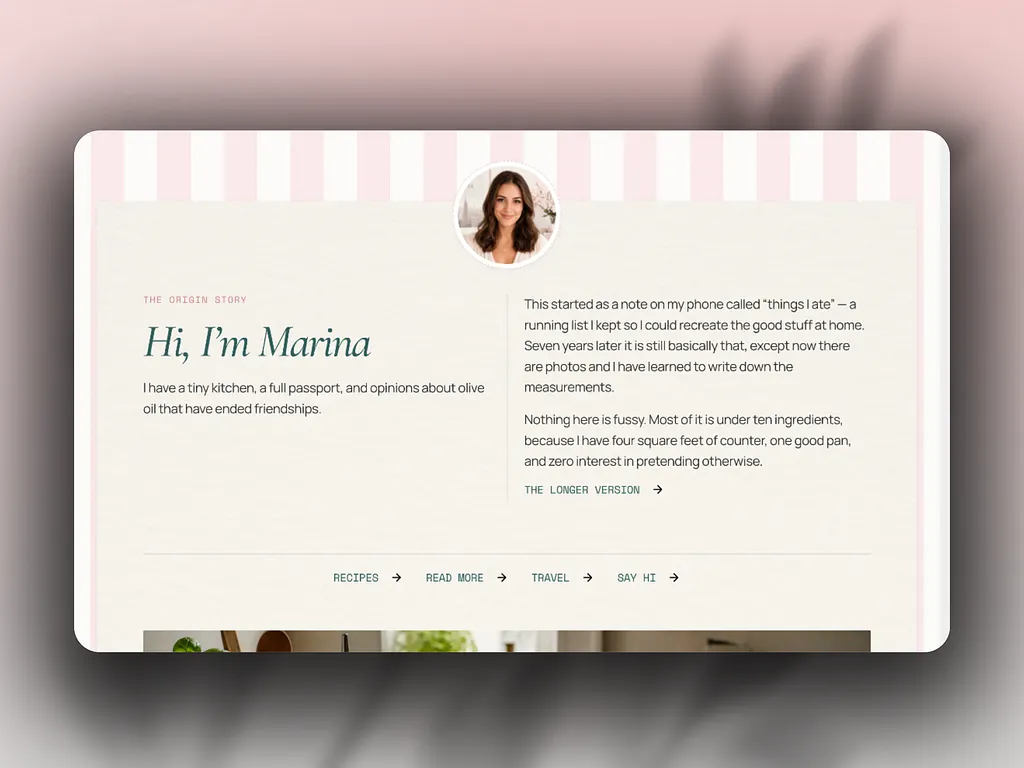 THE ORIGIN STORY
Hi, I’m Marina
I have a tiny kitchen, a full passport, and opinions about olive
oil that have ended friendships.
This started as a note on my phone called “things I ate” — a
running list I kept so I could recreate the good stuff at home.
Seven years later it is still basically that, except now there
are photos and I have learned to write down the
measurements.
Nothing here is fussy. Most of it is under ten ingredients,
because I have four square feet of counter, one good pan,
and zero interest in pretending otherwise.
THE LONGER VERSION →
RECIPES → READ MORE → TRAVEL → SAY HI →